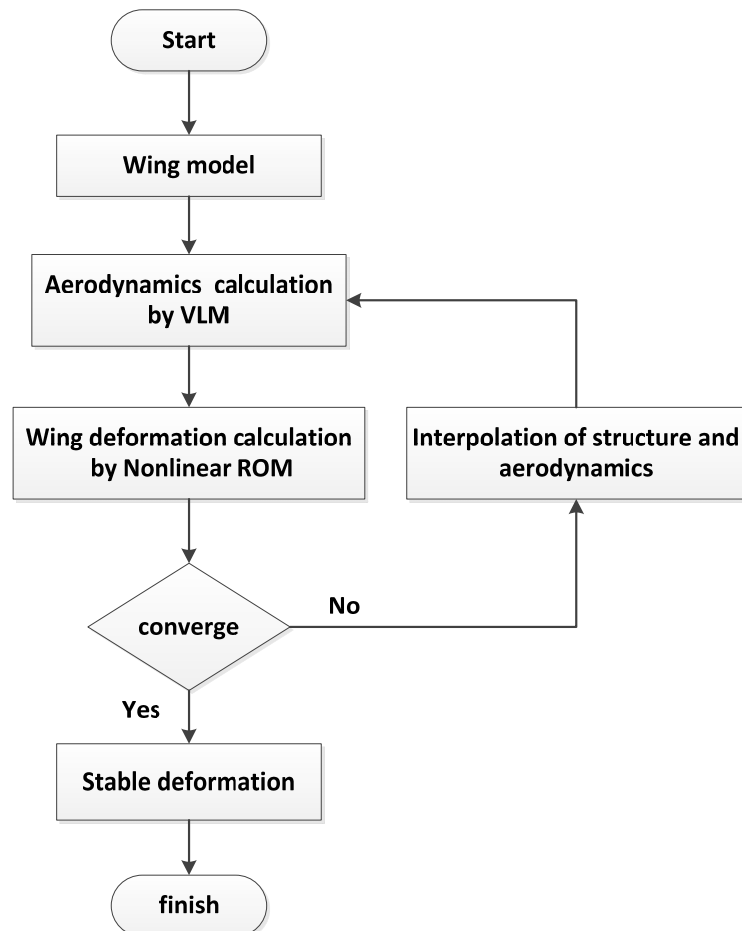 Start
Wing model
Aerodynamics calculation
by VLM
Wing deformation calculation
by Nonlinear ROM
Interpolation of structure and
aerodynamics
converge
No
Yes
Stable deformation
finish